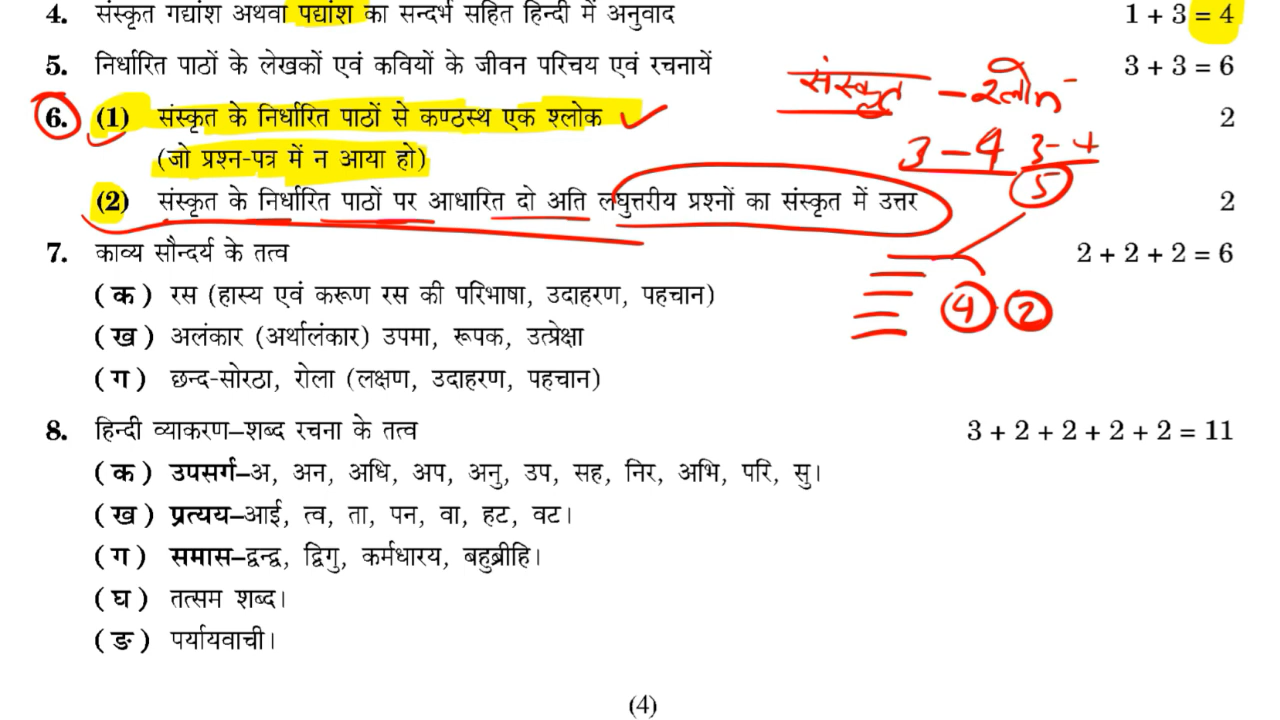 4. संस्कृत गद्यांश अथवा पद्यांश का सन्दर्भ सहित हिन्दी में अनुवाद 1 + 3 = 4
5. निर्धारित पाठों के लेखकों एवं कवियों के जीवन परिचय एवं रचनायें 3 + 3 = 6
संस्कृत –
6. (1) संस्कृत के निर्धारित पाठों से कण्ठस्थ एक श्लोक 2
(जो प्रश्न-पत्र में न आया हो) 3 – 4 3 – 4
5
(2) संस्कृत के निर्धारित पाठों पर आधारित दो अति लघुत्तरीय प्रश्नों का संस्कृत में उत्तर 2
7. काव्य सौन्दर्य के तत्व 2 + 2 + 2 = 6
(क) रस (हास्य एवं करूण रस की परिभाषा, उदाहरण, पहचान) 4 2
(ख) अलंकार (अर्थालंकार) उपमा, रूपक, उत्प्रेक्षा
(ग) छन्द-सोरठा, रोला (लक्षण, उदाहरण, पहचान)
8. हिन्दी व्याकरण–शब्द रचना के तत्व 3 + 2 + 2 + 2 + 2 = 11
(क) उपसर्ग–अ, अन, अधि, अप, अनु, उप, सह, निर, अभि, परि, सु।
(ख) प्रत्यय–आई, त्व, ता, पन, वा, हट, वट।
(ग) समास–द्वन्द्व, द्विगु, कर्मधारय, बहुब्रीहि।
(घ) तत्सम शब्द।
(ङ) पर्यायवाची।
(4)